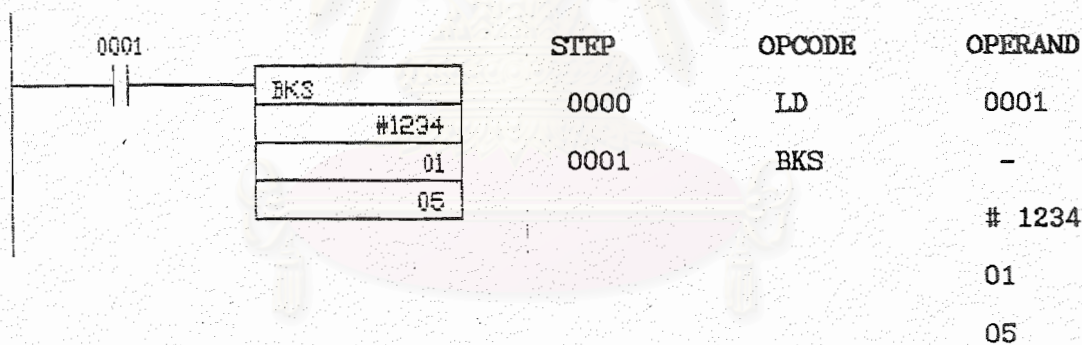 0001
BKS
#1234
01
05
STEP OPCODE OPERAND
0000 LD 0001
0001 BKS -
# 1234
01
05